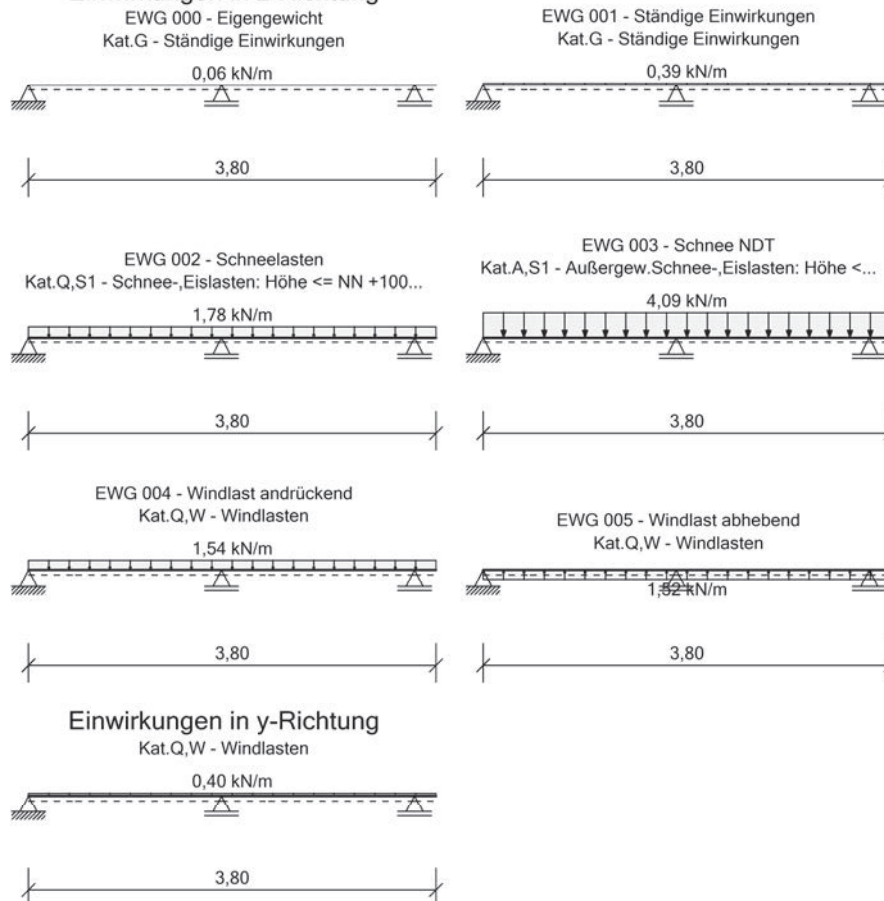 EWG 000 - Eigengewicht
Kat.G - Ständige Einwirkungen
0,06 kN/m
3,80
EWG 001 - Ständige Einwirkungen
Kat.G - Ständige Einwirkungen
0,39 kN/m
3,80
EWG 002 - Schneelasten
Kat.Q,S1 - Schnee-,Eislasten: Höhe <= NN +100...
1,78 kN/m
3,80
EWG 003 - Schnee NDT
Kat.A,S1 - Außergew.Schnee-,Eislasten: Höhe <...
4,09 kN/m
3,80
EWG 004 - Windlast andrückend
Kat.Q,W - Windlasten
1,54 kN/m
3,80
EWG 005 - Windlast abhebend
Kat.Q,W - Windlasten
1,52 kN/m
3,80
Einwirkungen in y-Richtung
Kat.Q,W - Windlasten
0,40 kN/m
3,80